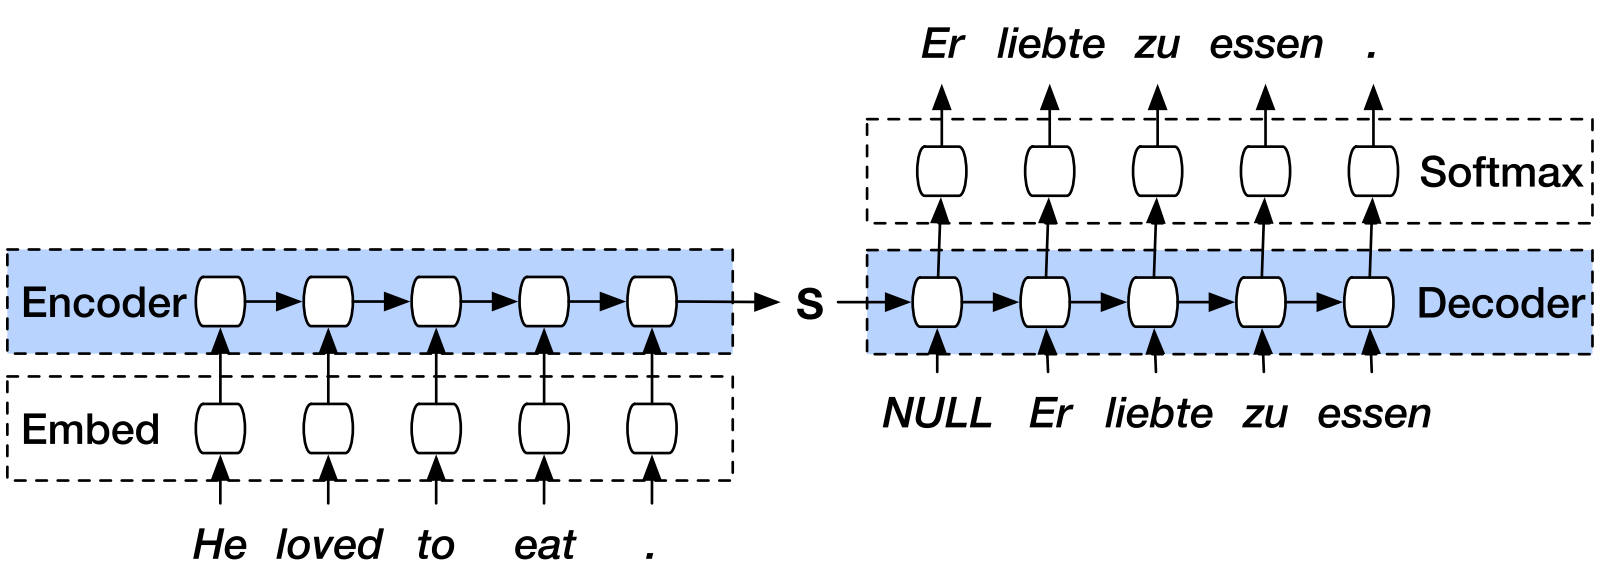 Er liebte zu essen .
Softmax
Encoder
S
Decoder
Embed
NULL Er liebte zu essen
He loved to eat .